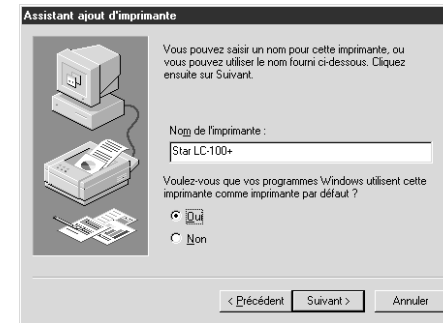 Assistant ajout d'imprimante
Vous pouvez saisir un nom pour cette imprimante, ou
vous pouvez utiliser le nom fourni ci-dessous. Cliquez
ensuite sur Suivant.
Nom de l'imprimante :
Star LC-100+
Voulez-vous que vos programmes Windows utilisent cette
imprimante comme imprimante par défaut ?
Oui
Non
< Précédent
Suivant >
Annuler